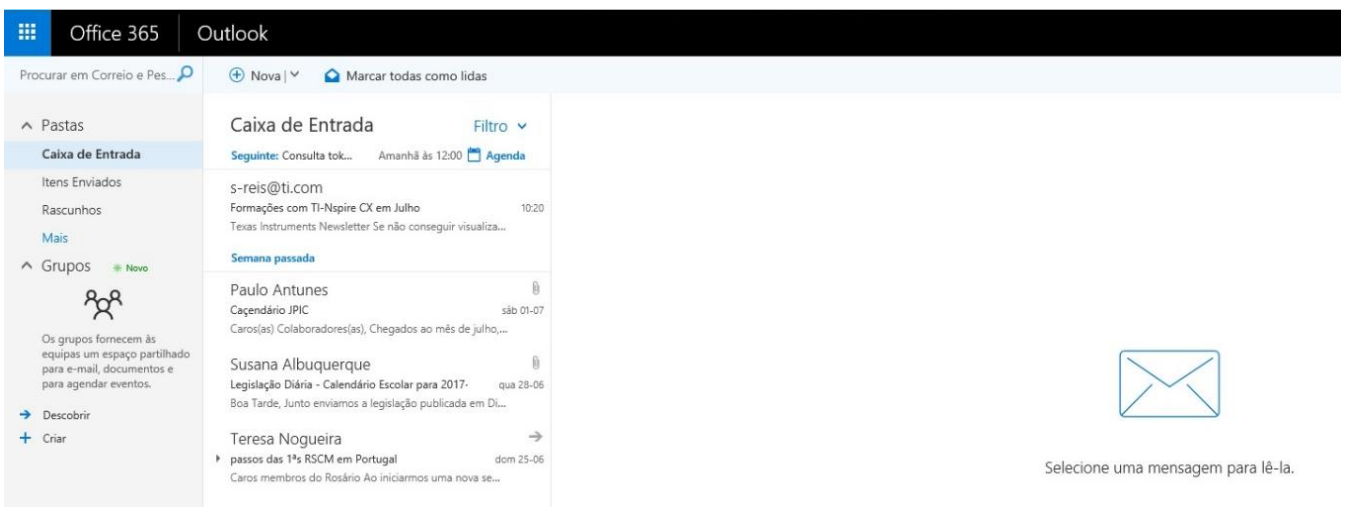 Office 365 Outlook
Procurar em Correio e Pes...
Nova
Marcar todas como lidas
Pastas
Caixa de Entrada
Itens Enviados
Rascunhos
Mais
Grupos
Novo
Os grupos fornecem às
equipas um espaço partilhado
para e-mail, documentos e
para agendar eventos.
Descobrir
Criar
Caixa de Entrada Filtro
Seguinte: Consulta tok... Amanhã às 12:00 Agenda
s-reis@ti.com
Formações com TI-Nspire CX em Julho 10:20
Texas Instruments Newsletter Se não conseguir visualiza...
Semana passada
Paulo Antunes
Caçendário JPIC sáb 01-07
Caros(as) Colaboradores(as), Chegados ao mês de julho,...
Susana Albuquerque
Legislação Diária - Calendário Escolar para 2017- qua 28-06
Boa Tarde, Junto enviamos a legislação publicada em Di...
Teresa Nogueira
passos das 1ªs RSCM em Portugal dom 25-06
Caros membros do Rosário Ao iniciarmos uma nova se...
Selecione uma mensagem para lê-la.